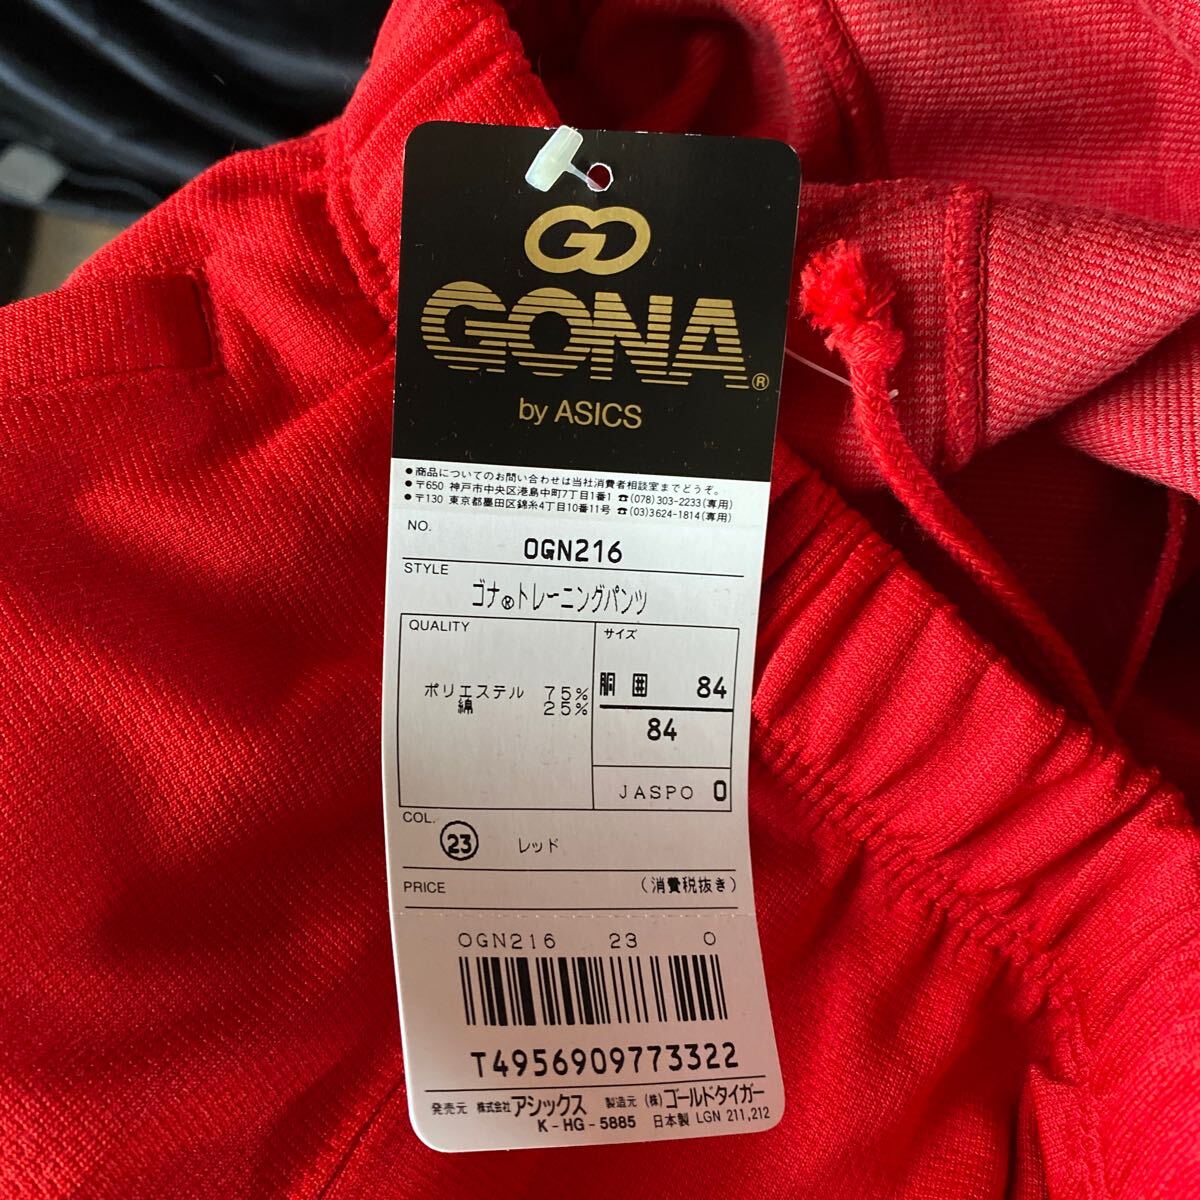 GO
GONA®
by ASICS
●商品についてのお問い合わせは当社消費者相談室までどうぞ。
●〒650 神戸市中央区港島中町7丁目1番1 ☎(078)303-2233(専用)
●〒130 東京都墨田区錦糸4丁目10番11号 ☎(03)3624-1814(専用)
NO.
OGN216
STYLE
ゴナ®トレーニングパンツ
QUALITY
サイズ
ポリエステル 75%
綿 25%
胴囲 84
84
JASPO O
COL.
23 レッド
PRICE (消費税抜き)
OGN216 23 O
T4956909773322
発売元 株式会社アシックス 製造元 (株)ゴールドタイガー
K-HG-5885 日本製 LGN 211,212